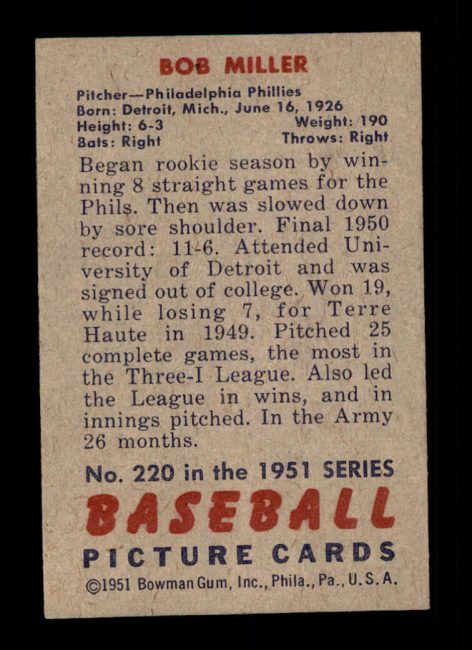 BOB MILLER
Pitcher—Philadelphia Phillies
Born: Detroit, Mich., June 16, 1926
Height: 6-3 Weight: 190
Bats: Right Throws: Right
Began rookie season by win-
ning 8 straight games for the
Phils. Then was slowed down
by sore shoulder. Final 1950
record: 11-6. Attended Uni-
versity of Detroit and was
signed out of college. Won 19,
while losing 7, for Terre
Haute in 1949. Pitched 25
complete games, the most in
the Three-I League. Also led
the League in wins, and in
innings pitched. In the Army
26 months.
No. 220 in the 1951 SERIES
BASEBALL
PICTURE CARDS
©1951 Bowman Gum, Inc., Phila., Pa., U.S.A.